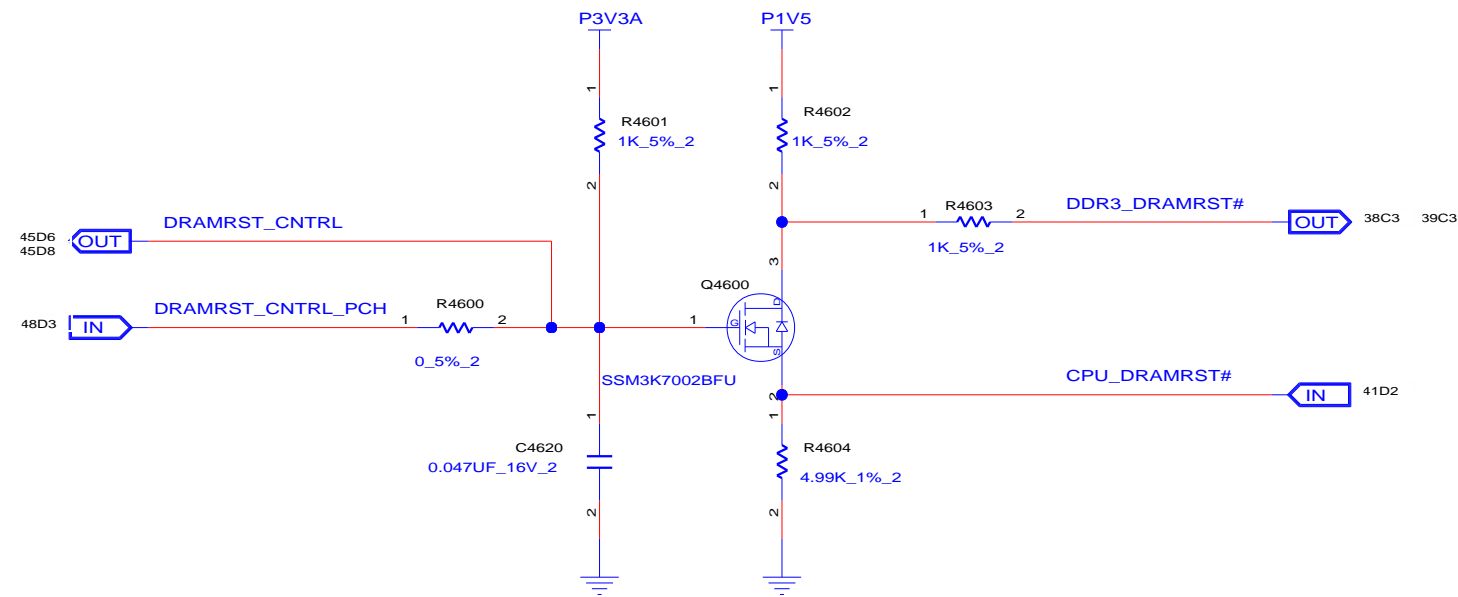 P3V3A
P1V5
1
1
R4601
1K_5%_2
R4602
1K_5%_2
2
2
45D6
45D8
OUT
DRAMRST_CNTRL
1
R4603
2
1K_5%_2
DDR3_DRAMRST#
OUT
38C3
39C3
3
Q4600
48D3
IN
DRAMRST_CNTRL_PCH
1
R4600
2
0_5%_2
1
G
D
S
SSM3K7002BFU
2
CPU_DRAMRST#
IN
41D2
1
1
C4620
0.047UF_16V_2
R4604
4.99K_1%_2
2
2